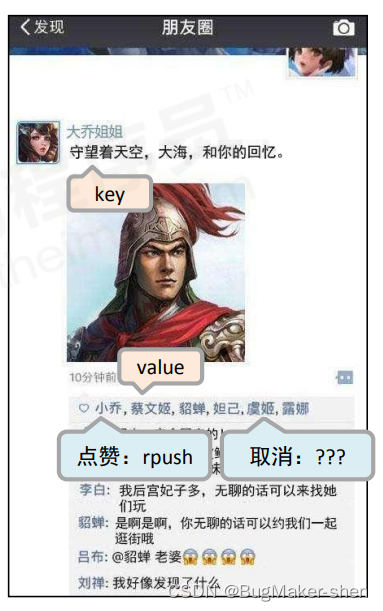 发现
朋友圈
大乔姐姐
守望着天空，大海，和你的回忆。
key
value
10分钟前
小乔, 蔡文姬, 貂蝉, 妲己, 虞姬, 露娜
点赞：rpush
取消：???
李白: 我后宫妃子多，无聊的话可以来找她
们玩
貂蝉: 是啊是啊，你无聊的话可以约我们一起
逛街哦
吕布: @貂蝉 老婆😱😱😱😱
刘禅: 我好像发现了什么
CSDN @BugMaker-shen